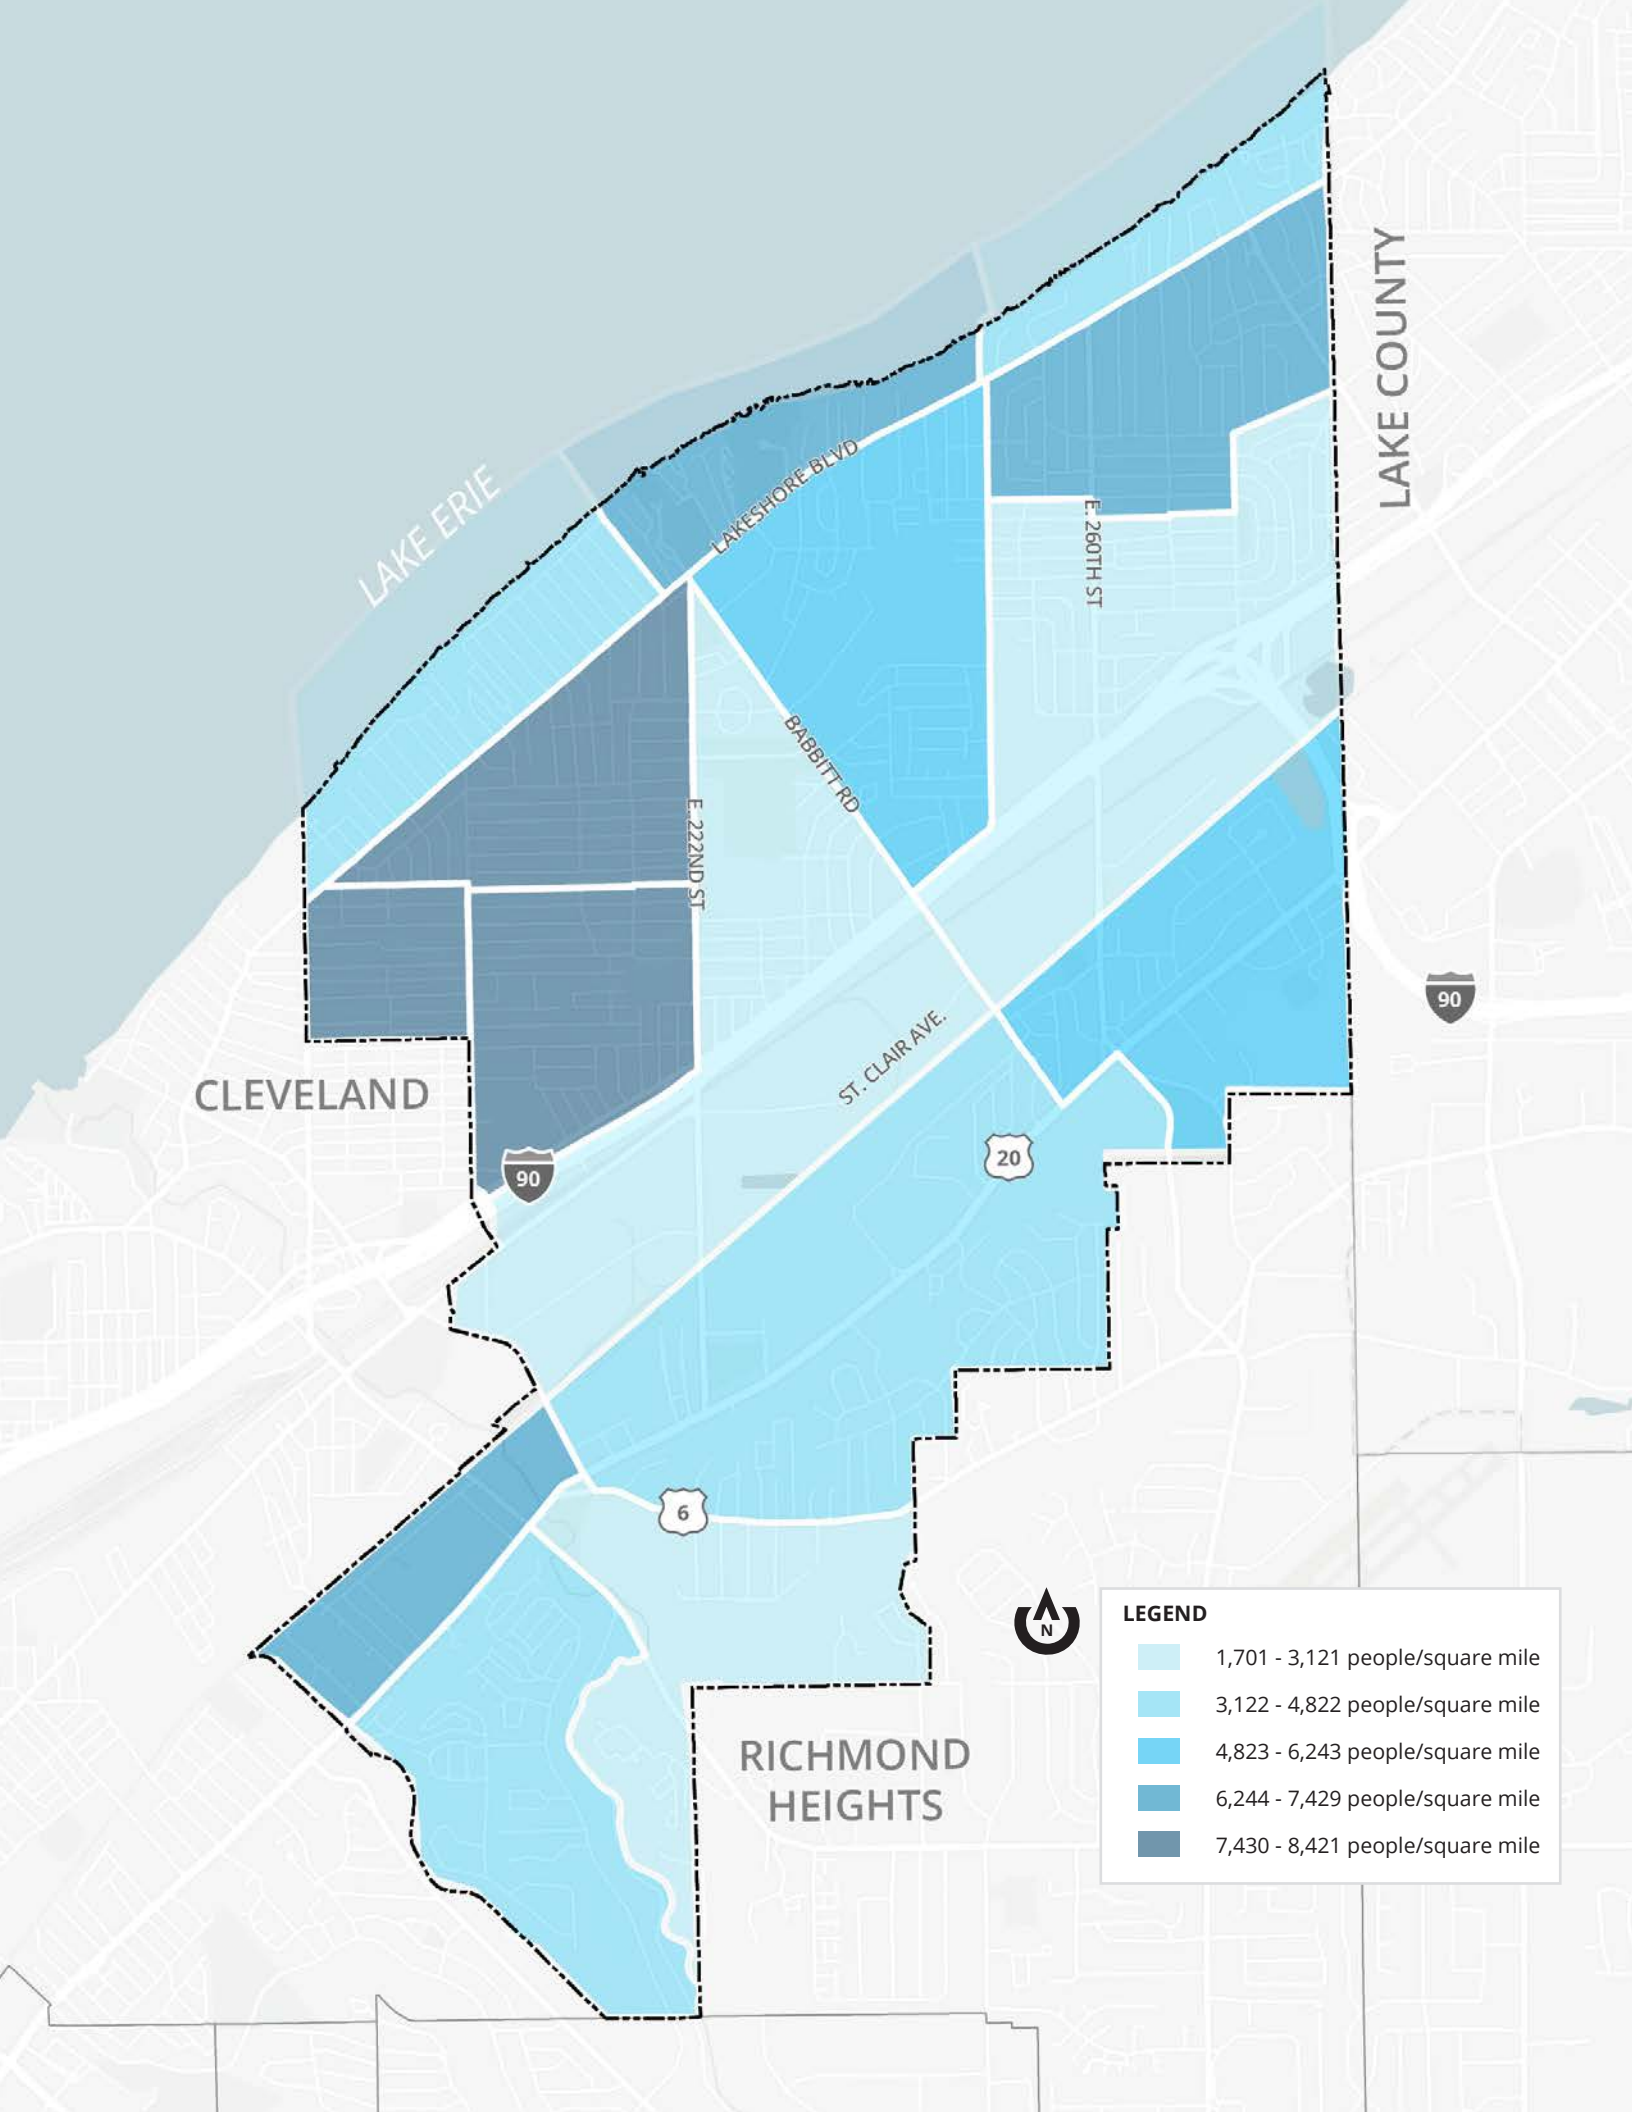 LAKE COUNTY
LAKE ERIE
LAKESHORE BLVD
E. 260TH ST
BABBITT RD
E. 222ND ST
90
ST. CLAIR AVE.
CLEVELAND
20
90
6
N
LEGEND
1,701 - 3,121 people/square mile
3,122 - 4,822 people/square mile
4,823 - 6,243 people/square mile
6,244 - 7,429 people/square mile
7,430 - 8,421 people/square mile
RICHMOND
HEIGHTS